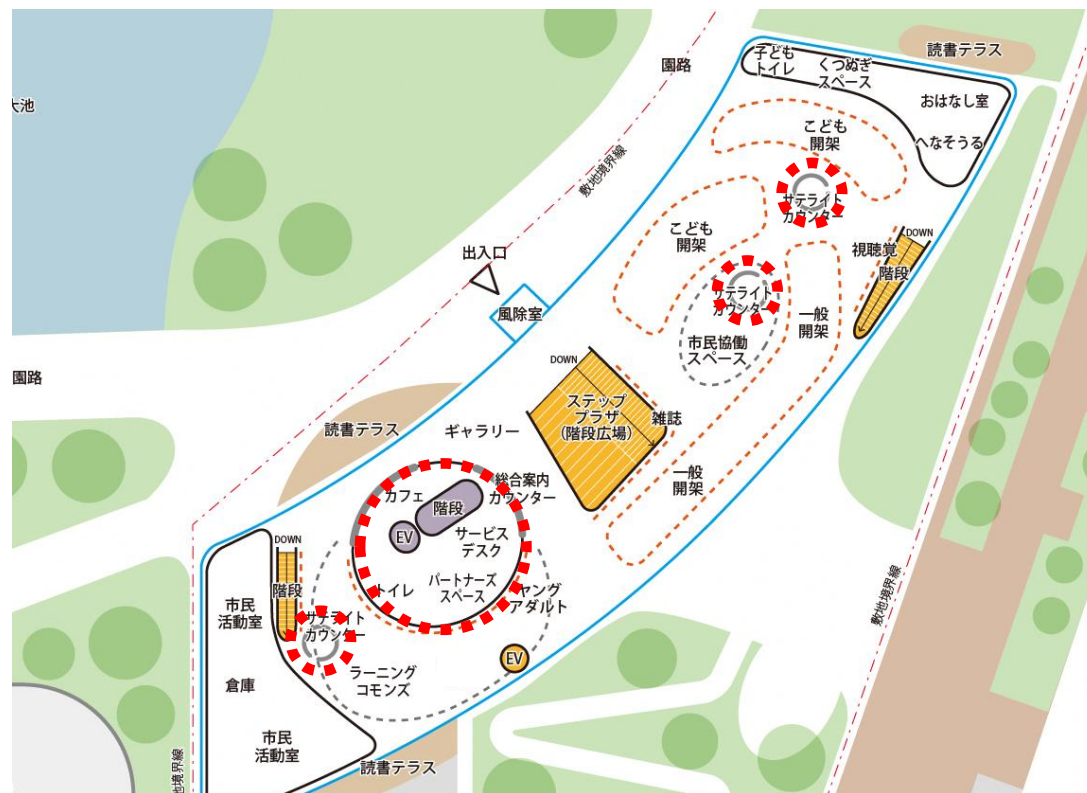 子ども
トイレ
くつぬぎ
スペース
読書テラス
園路
おはなし室
大池
こども
開架
へなそうる
敷地境界線
サテライト
カウンター
こども
開架
DOWN
視聴覚
階段
出入口
サテライト
カウンター
一般
開架
風除室
市民協働
スペース
DOWN
園路
ステップ
プラザ
(階段広場)
雑誌
読書テラス
ギャラリー
一般
開架
カフェ
総合案内
カウンター
階段
EV
サービス
デスク
DOWN
階段
トイレ
パートナーズ
スペース
ヤング
アダルト
敷地境界線
市民
活動室
サテライト
カウンター
EV
ラーニング
コモンズ
倉庫
市民
活動室
読書テラス
地境界線